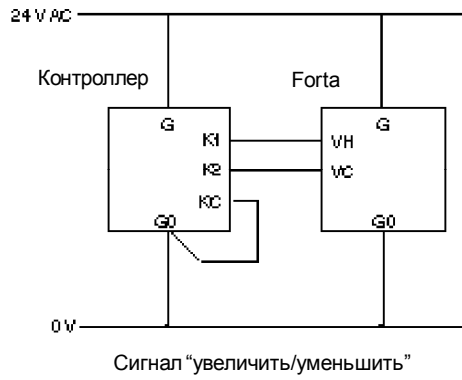 24 V AC
Контроллер
Forta
G
G
K1
VH
K2
VC
KC
G0
G0
0 V
Сигнал “увеличить/уменьшить”